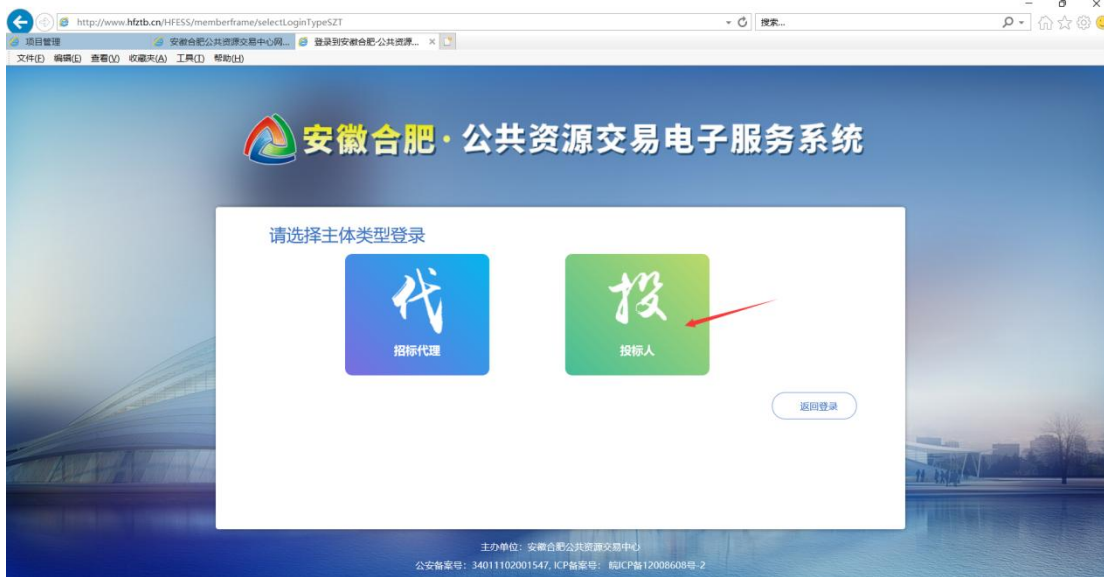 http://www.hfztb.cn/HFESS/memberframe/selectLoginTypeSZT
搜索...
项目管理
安徽合肥公共资源交易中心网...
登录到安徽合肥·公共资源...
文件(F) 编辑(E) 查看(V) 收藏夹(A) 工具(T) 帮助(H)
安徽合肥·公共资源交易电子服务系统
请选择主体类型登录
代
投
招标代理
投标人
返回登录
主办单位：安徽合肥公共资源交易中心
公安备案号：34011102001547, ICP备案号： 皖ICP备12008608号-2